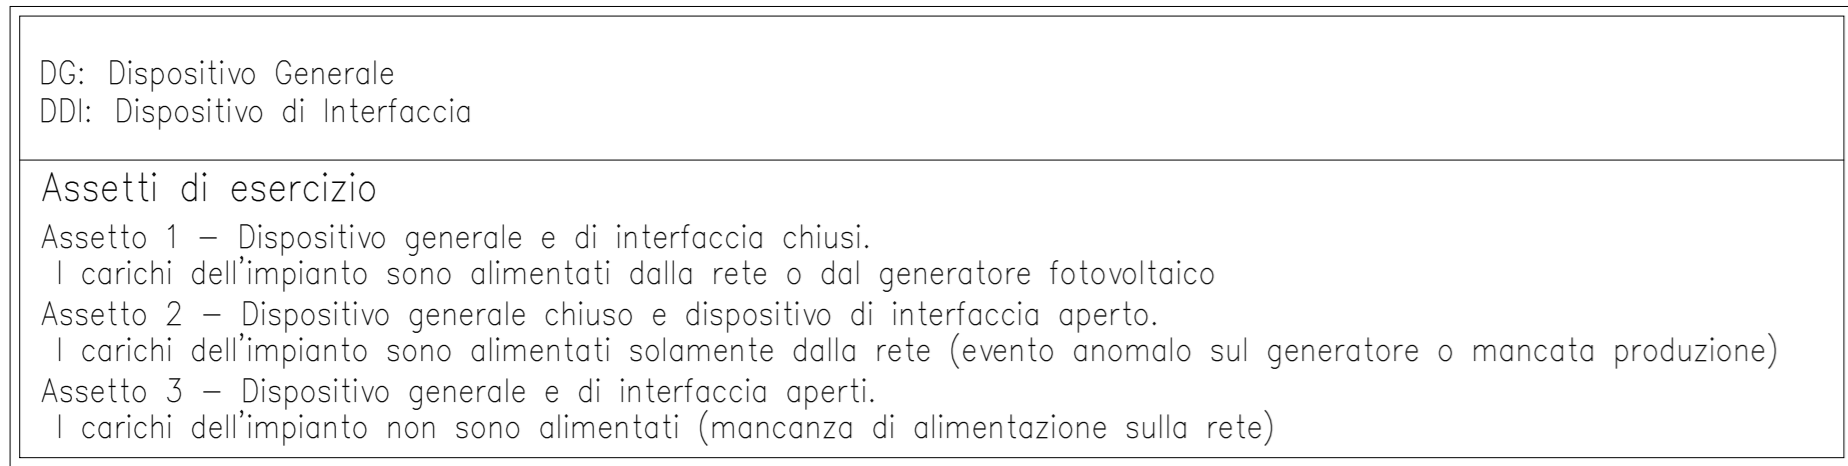 DG: Dispositivo Generale
DDI: Dispositivo di Interfaccia
Assetti di esercizio
Assetto 1 – Dispositivo generale e di interfaccia chiusi.
I carichi dell'impianto sono alimentati dalla rete o dal generatore fotovoltaico
Assetto 2 – Dispositivo generale chiuso e dispositivo di interfaccia aperto.
I carichi dell'impianto sono alimentati solamente dalla rete (evento anomalo sul generatore o mancata produzione)
Assetto 3 – Dispositivo generale e di interfaccia aperti.
I carichi dell'impianto non sono alimentati (mancanza di alimentazione sulla rete)